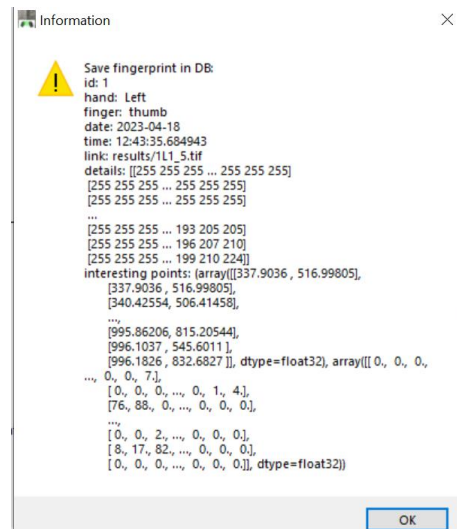 Information
Save fingerprint in DB:
id: 1
hand:  Left
finger:  thumb
date: 2023-04-18
time: 12:43:35.684943
link: results/1L1_5.tif
details: [[255 255 255 ... 255 255 255]
[255 255 255 ... 255 255 255]
[255 255 255 ... 255 255 255]
...
[255 255 255 ... 193 205 205]
[255 255 255 ... 196 207 210]
[255 255 255 ... 199 210 224]]
interesting points: (array([[337.9036 , 516.99805],
[337.9036 , 516.99805],
[340.42554, 506.41458],
...,
[995.86206, 815.20544],
[996.1037 , 545.6011 ],
[996.1826 , 832.6827 ]], dtype=float32), array([[ 0.,  0.,  0.,
...,  0.,  0.,  7.],
[ 0.,  0.,  0., ...,  0.,  1.,  4.],
[76., 88.,  0., ...,  0.,  0.,  0.],
...,
[ 0.,  0.,  2., ...,  0.,  0.,  0.],
[ 8., 17., 82., ...,  0.,  0.,  0.],
[ 0.,  0.,  0., ...,  0.,  0.,  0.]], dtype=float32))
OK